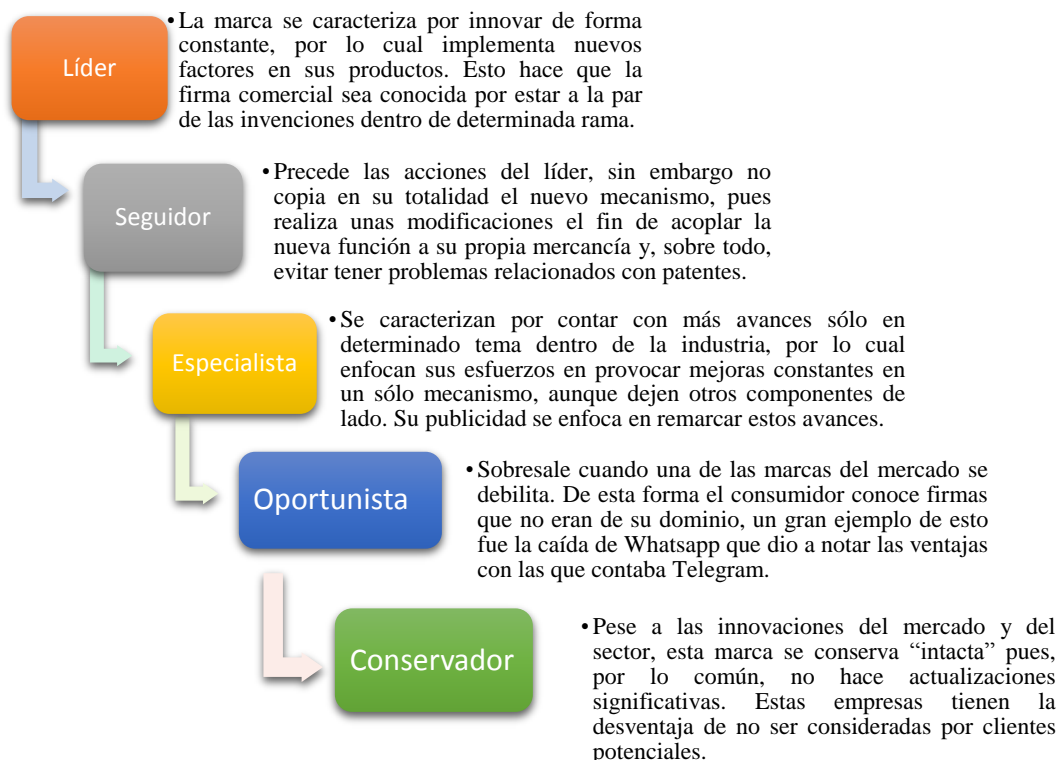 Líder
•La marca se caracteriza por innovar de forma
constante, por lo cual implementa nuevos
factores en sus productos. Esto hace que la
firma comercial sea conocida por estar a la par
de las invenciones dentro de determinada rama.
Seguidor
•Precede las acciones del líder, sin embargo no
copia en su totalidad el nuevo mecanismo, pues
realiza unas modificaciones el fin de acoplar la
nueva función a su propia mercancía y, sobre todo,
evitar tener problemas relacionados con patentes.
Especialista
•Se caracterizan por contar con más avances sólo en
determinado tema dentro de la industria, por lo cual
enfocan sus esfuerzos en provocar mejoras constantes en
un sólo mecanismo, aunque dejen otros componentes de
lado. Su publicidad se enfoca en remarcar estos avances.
Oportunista
•Sobresale cuando una de las marcas del mercado se
debilita. De esta forma el consumidor conoce firmas
que no eran de su dominio, un gran ejemplo de esto
fue la caída de Whatsapp que dio a notar las ventajas
con las que contaba Telegram.
Conservador
•Pese a las innovaciones del mercado y del
sector, esta marca se conserva “intacta” pues,
por lo común, no hace actualizaciones
significativas. Estas empresas tienen la
desventaja de no ser consideradas por clientes
potenciales.